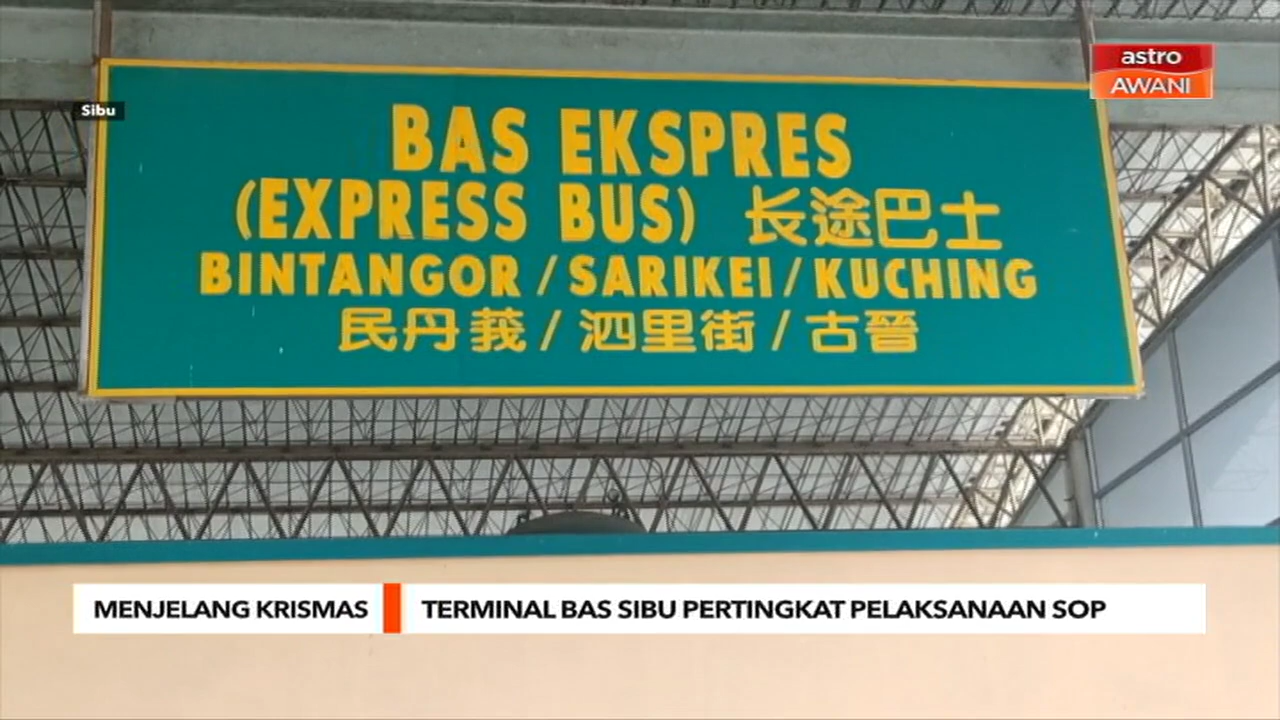 astro
AWANI
Sibu
BAS EKSPRES
(EXPRESS BUS) 长途巴士
BINTANGOR / SARIKEI / KUCHING
民丹莪 / 泗里街 / 古晉
MENJELANG KRISMAS TERMINAL BAS SIBU PERTINGKAT PELAKSANAAN SOP